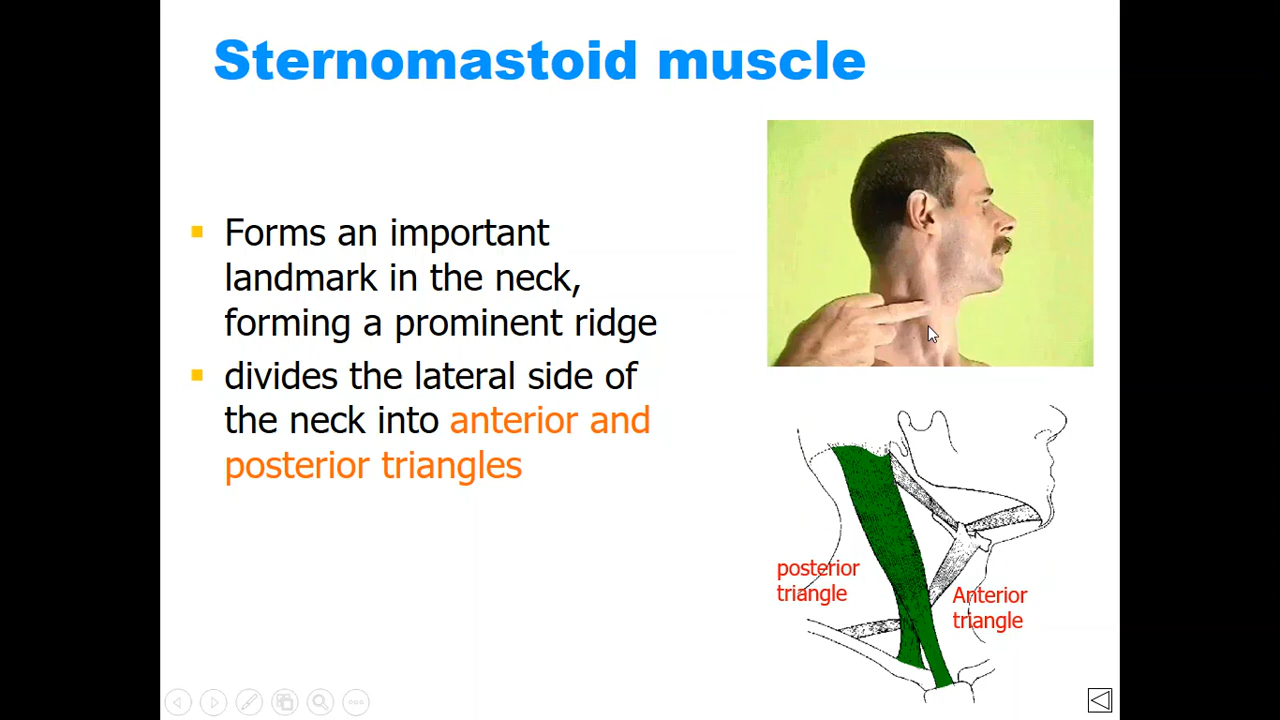 Sternomastoid muscle
Forms an important
landmark in the neck,
forming a prominent ridge
divides the lateral side of
the neck into anterior and
posterior triangles
posterior
triangle
Anterior
triangle